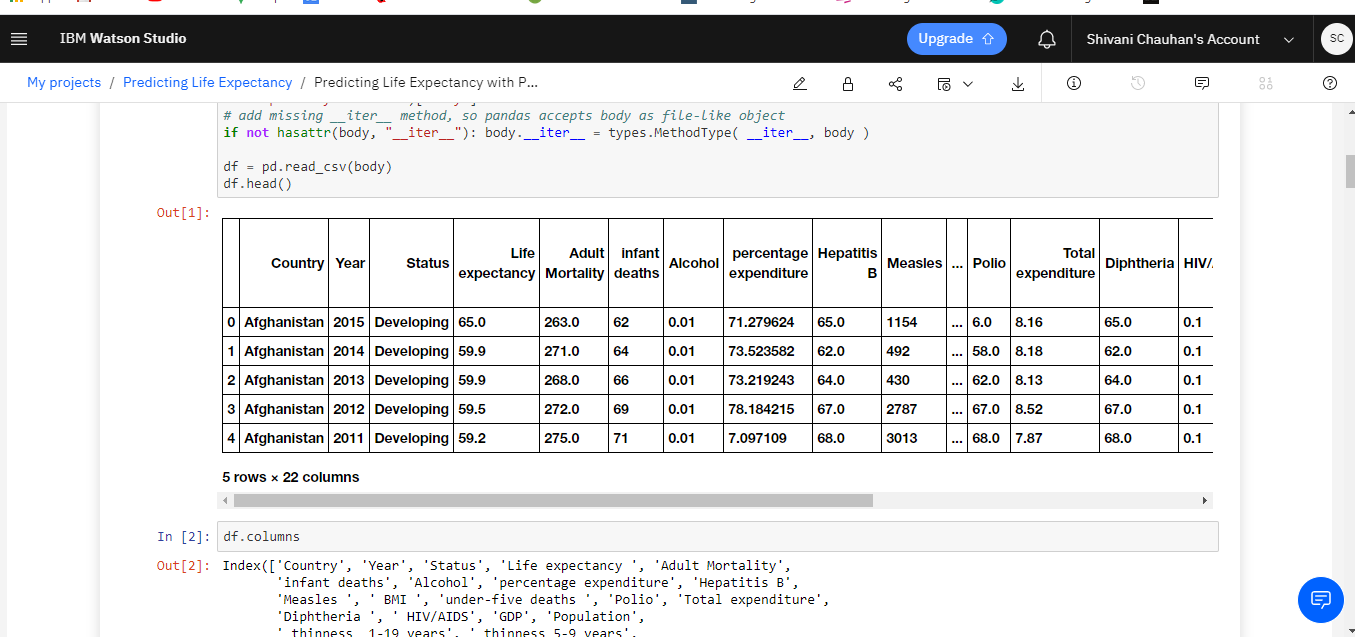 IBM Watson Studio
Upgrade
Shivani Chauhan's Account
SC
My projects / Predicting Life Expectancy / Predicting Life Expectancy with P...
# add missing __iter__ method, so pandas accepts body as file-like object
if not hasattr(body, "__iter__"): body.__iter__ = types.MethodType( __iter__, body )
df = pd.read_csv(body)
df.head()
Out[1]:
Country Year Status Life expectancy Adult Mortality infant deaths Alcohol percentage expenditure Hepatitis B Measles ... Polio Total expenditure Diphtheria HIV/
0 Afghanistan 2015 Developing 65.0 263.0 62 0.01 71.279624 65.0 1154 ... 6.0 8.16 65.0 0.1
1 Afghanistan 2014 Developing 59.9 271.0 64 0.01 73.523582 62.0 492 ... 58.0 8.18 62.0 0.1
2 Afghanistan 2013 Developing 59.9 268.0 66 0.01 73.219243 64.0 430 ... 62.0 8.13 64.0 0.1
3 Afghanistan 2012 Developing 59.5 272.0 69 0.01 78.184215 67.0 2787 ... 67.0 8.52 67.0 0.1
4 Afghanistan 2011 Developing 59.2 275.0 71 0.01 7.097109 68.0 3013 ... 68.0 7.87 68.0 0.1
5 rows × 22 columns
In [2]: df.columns
Out[2]: Index(['Country', 'Year', 'Status', 'Life expectancy ', 'Adult Mortality',
'infant deaths', 'Alcohol', 'percentage expenditure', 'Hepatitis B',
'Measles ', ' BMI ', 'under-five deaths ', 'Polio', 'Total expenditure',
'Diphtheria ', ' HIV/AIDS', 'GDP', 'Population',
' thinness  1-19 years', ' thinness 5-9 years',